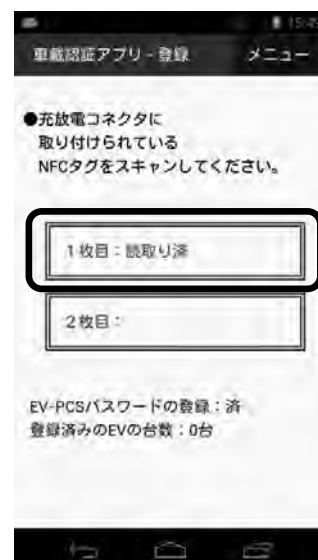 15:45
車載認証アプリ - 登録 メニュー
●充放電コネクタに
取り付けられている
NFCタグをスキャンしてください。
1枚目：読取り済
2枚目：
EV-PCSパスワードの登録：済
登録済みのEVの台数：0台